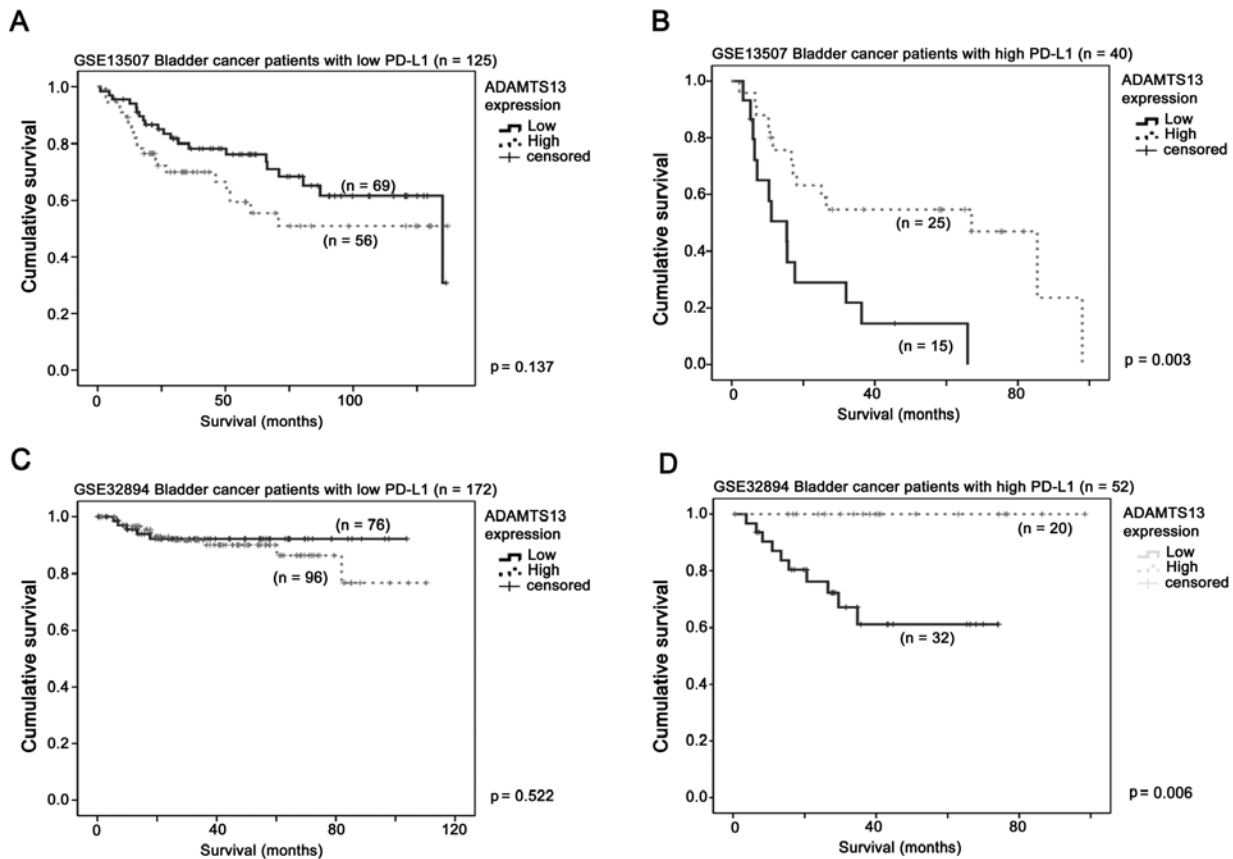 A
GSE13507 Bladder cancer patients with low PD-L1 (n = 125)
1.0
0.8
0.6
0.4
0.2
0.0
Cumulative survival
0
50
100
Survival (months)
(n = 69)
(n = 56)
ADAMTS13
expression
Low
High
censored
p = 0.137
B
GSE13507 Bladder cancer patients with high PD-L1 (n = 40)
1.0
0.8
0.6
0.4
0.2
0.0
Cumulative survival
0
40
80
Survival (months)
(n = 25)
(n = 15)
ADAMTS13
expression
Low
High
censored
p = 0.003
C
GSE32894 Bladder cancer patients with low PD-L1 (n = 172)
1.0
0.8
0.6
0.4
0.2
0.0
Cumulative survival
0
40
80
120
Survival (months)
(n = 76)
(n = 96)
ADAMTS13
expression
Low
High
censored
p = 0.522
D
GSE32894 Bladder cancer patients with high PD-L1 (n = 52)
1.0
0.8
0.6
0.4
0.2
0.0
Cumulative survival
0
40
80
Survival (months)
(n = 20)
(n = 32)
ADAMTS13
expression
Low
High
censored
p = 0.006